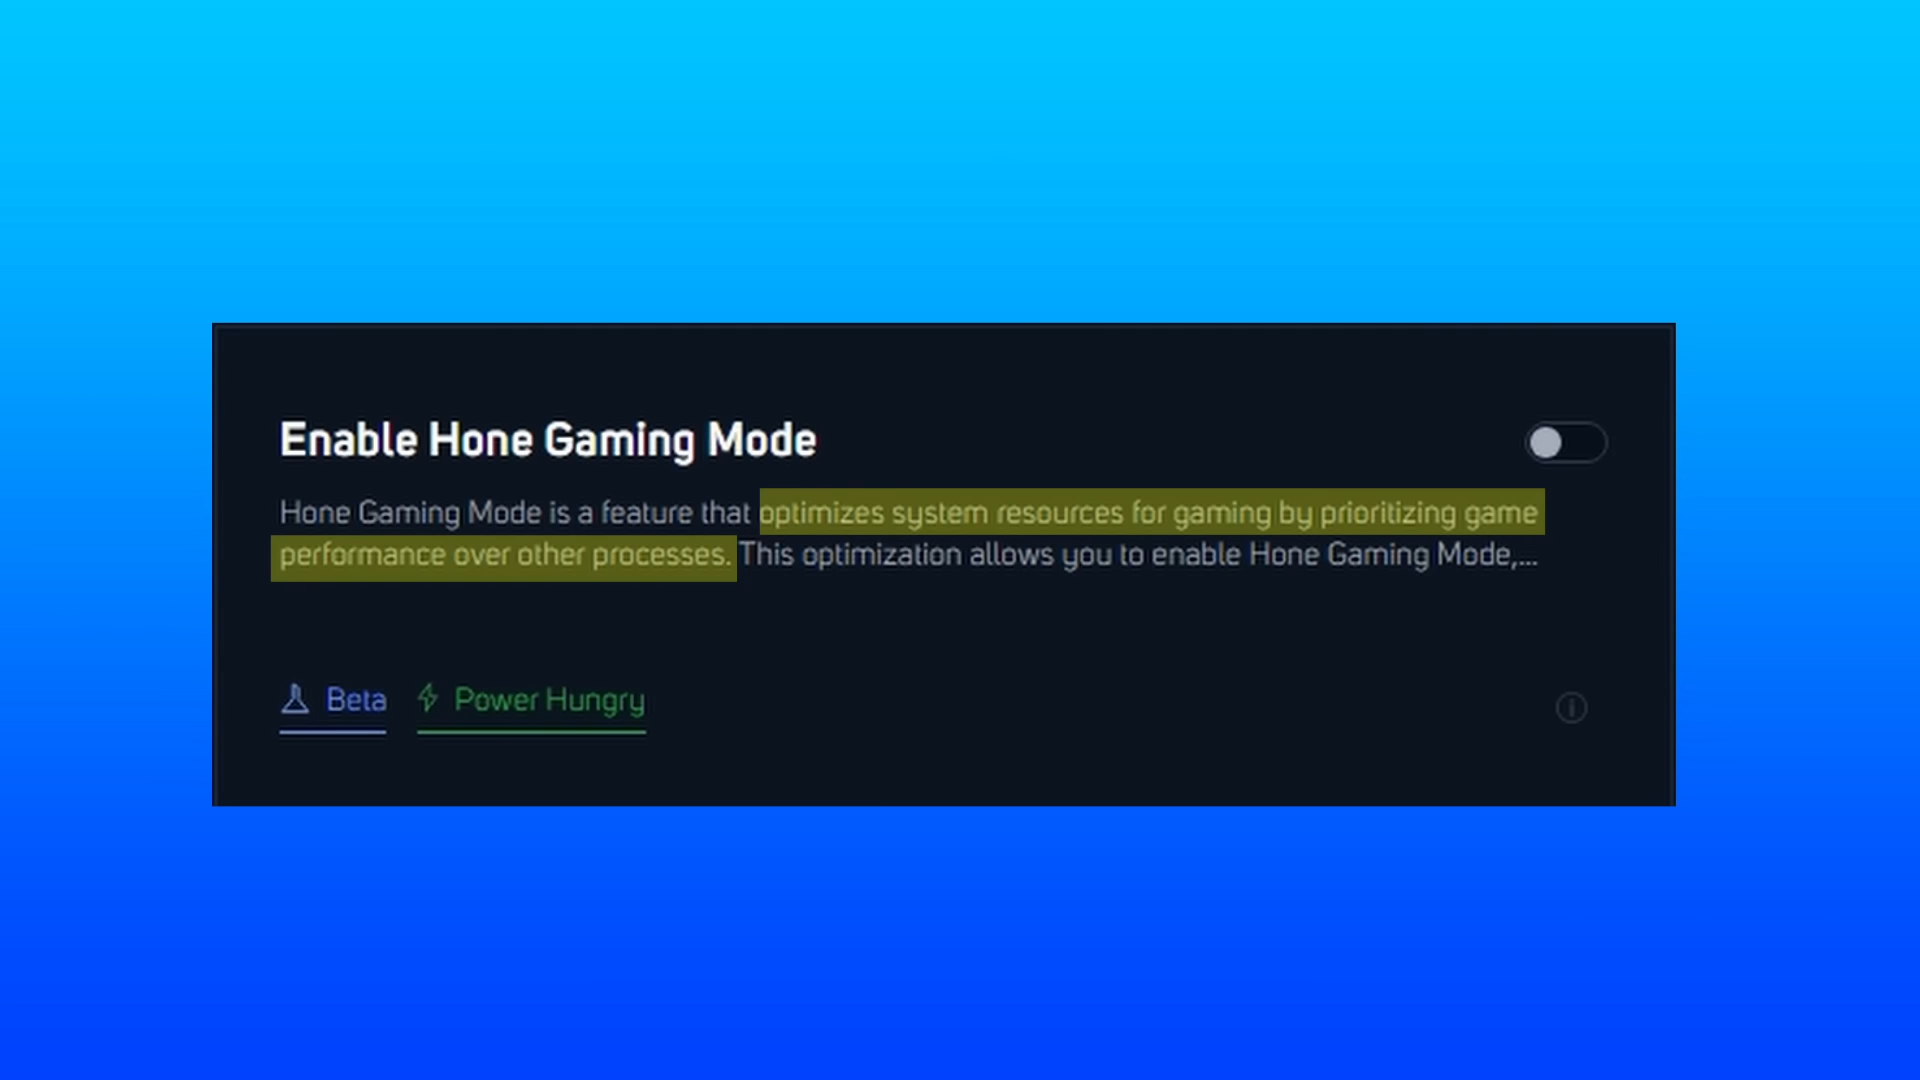 Enable Hone Gaming Mode
Hone Gaming Mode is a feature that optimizes system resources for gaming by prioritizing game
performance over other processes. This optimization allows you to enable Hone Gaming Mode,...
Beta Power Hungry